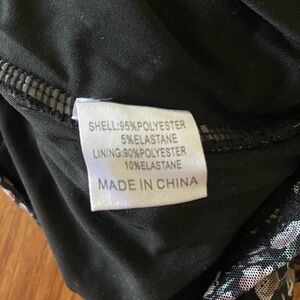 SHELL:95%POLYESTER
5%ELASTANE
LINING:90%POLYESTER
10%ELASTANE
MADE IN CHINA